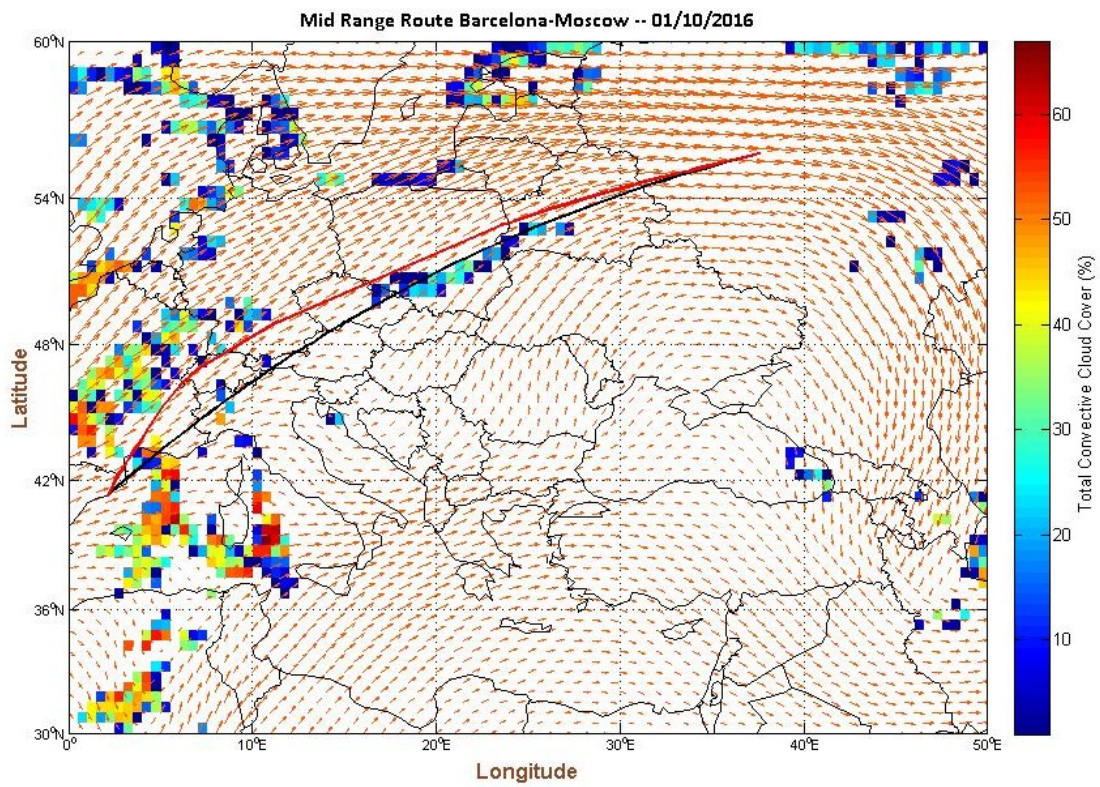 Mid Range Route Barcelona-Moscow -- 01/10/2016
60°N
54°N
48°N
42°N
36°N
30°N
0°
10°E
20°E
30°E
40°E
50°E
Latitude
Longitude
60
50
40
30
20
10
Total Convective Cloud Cover (%)